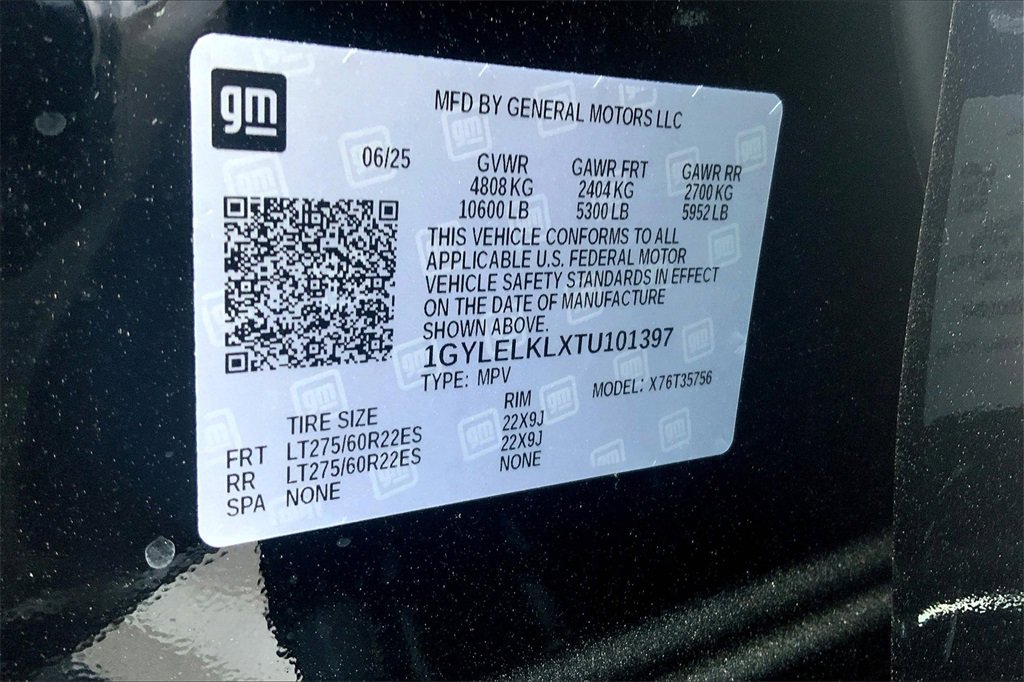 gm
MFD BY GENERAL MOTORS LLC
06/25 GVWR GAWR FRT GAWR RR
4808 KG 2404 KG 2700 KG
10600 LB 5300 LB 5952 LB
THIS VEHICLE CONFORMS TO ALL
APPLICABLE U.S. FEDERAL MOTOR
VEHICLE SAFETY STANDARDS IN EFFECT
ON THE DATE OF MANUFACTURE
SHOWN ABOVE.
1GYLELKLXTU101397
TYPE: MPV MODEL: X76T35756
TIRE SIZE RIM
FRT LT275/60R22ES 22X9J
RR LT275/60R22ES 22X9J
SPA NONE NONE